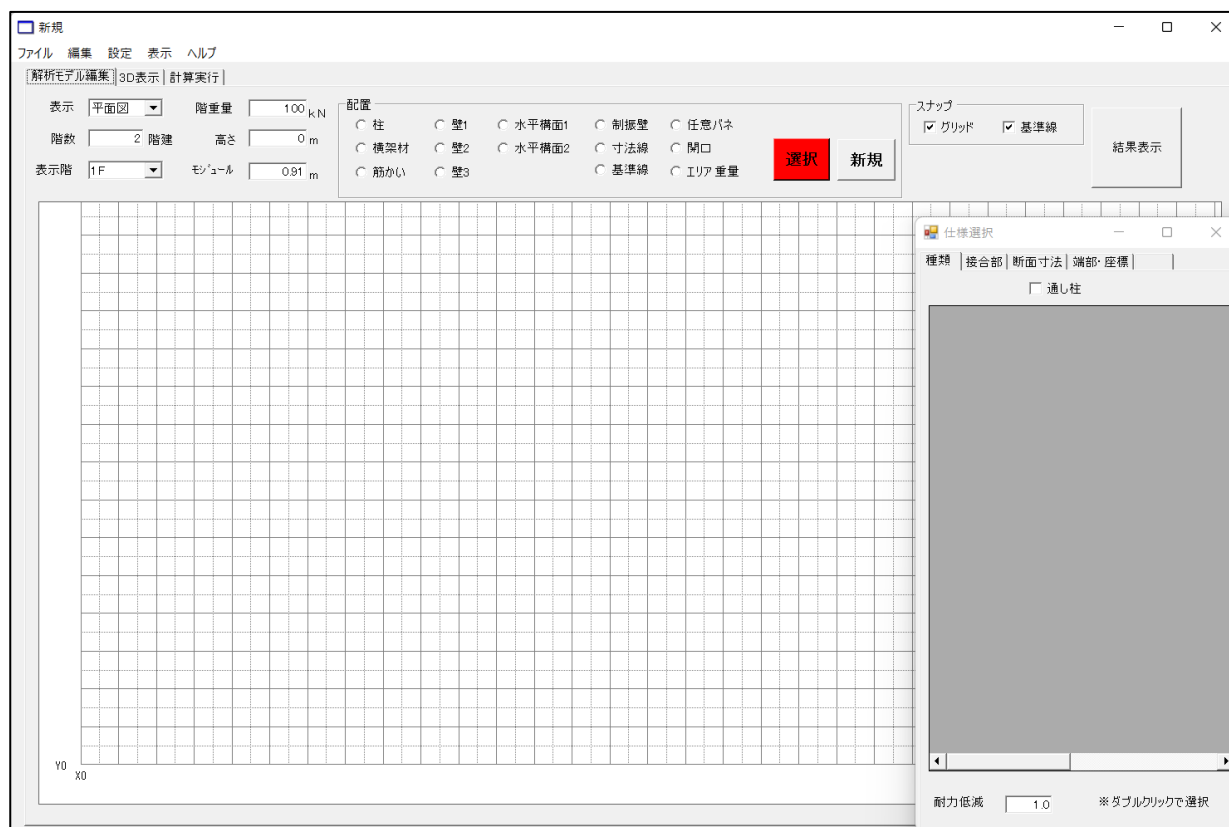 新規
ファイル 編集 設定 表示 ヘルプ
解析モデル編集 3D表示 計算実行
表示 平面図 階重量 100 kN 配置 スナップ
柱 壁1 水平構面1 制振壁 任意バネ グリッド 基準線
階数 2 階建 高さ 0 m 横架材 壁2 水平構面2 寸法線 開口 選択 新規 結果表示
表示階 1F モジュール 0.91 m 筋かい 壁3 基準線 エリア重量
仕様選択
種類 接合部 断面寸法 端部・座標
通し柱
Y0
X0
耐力低減 1.0 ※ダブルクリックで選択